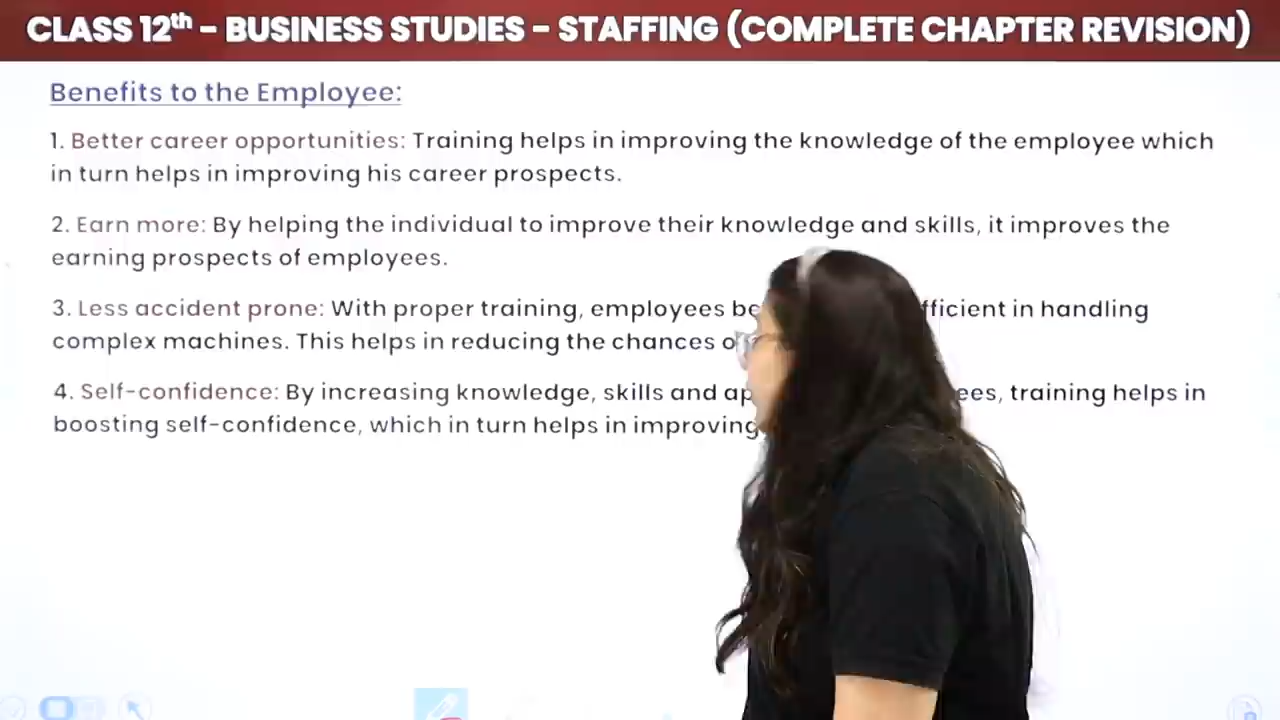 CLASS 12th – BUSINESS STUDIES – STAFFING (COMPLETE CHAPTER REVISION)
Benefits to the Employee:
1. Better career opportunities: Training helps in improving the knowledge of the employee which
in turn helps in improving his career prospects.
2. Earn more: By helping the individual to improve their knowledge and skills, it improves the
earning prospects of employees.
3. Less accident prone: With proper training, employees in handling
complex machines. This helps in reducing the chances
4. Self-confidence: By increasing knowledge, skills and training helps in
boosting self-confidence, which in turn helps in improving